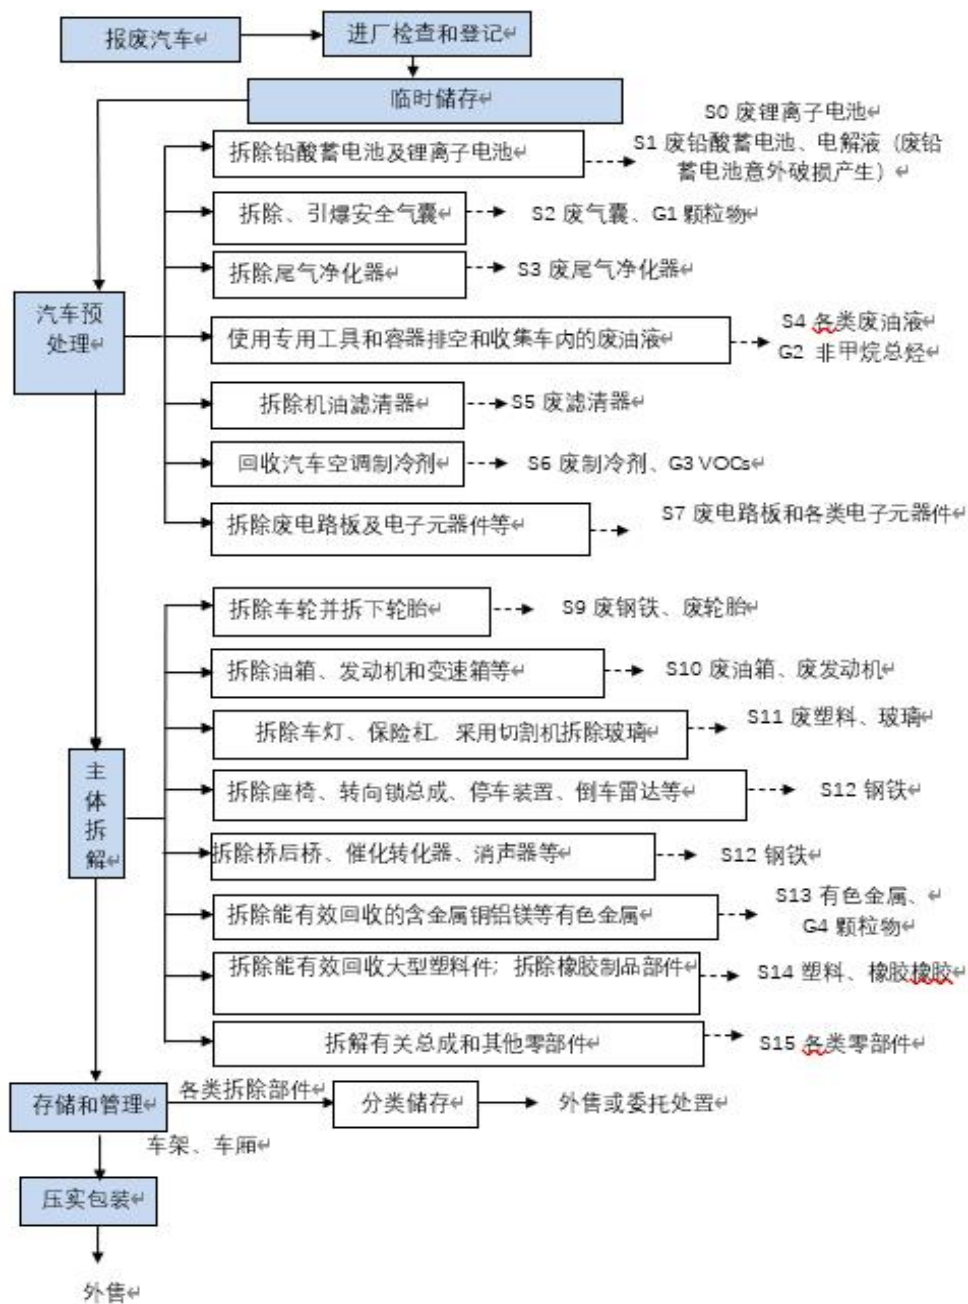 报废汽车
进厂检查和登记
临时储存
S0 废锂离子电池
拆除铅酸蓄电池及锂离子电池
S1 废铅酸蓄电池、电解液（废铅
蓄电池意外破损产生）
拆除、引爆安全气囊
S2 废气囊、G1 颗粒物
拆除尾气净化器
S3 废尾气净化器
汽车预
处理
使用专用工具和容器排空和收集车内的废油液
S4 各类废油液
G2 非甲烷总烃
拆除机油滤清器
S5 废滤清器
回收汽车空调制冷剂
S6 废制冷剂、G3 VOCs
拆除废电路板及电子元器件等
S7 废电路板和各类电子元器件
拆除车轮并拆下轮胎
S9 废钢铁、废轮胎
拆除油箱、发动机和变速箱等
S10 废油箱、废发动机
拆除车灯、保险杠，采用切割机拆除玻璃
S11 废塑料、玻璃
主
体
拆
解
拆除座椅、转向锁总成、停车装置、倒车雷达等
S12 钢铁
拆除桥后桥、催化转化器、消声器等
S12 钢铁
拆除能有效回收的含金属铜铝镁等有色金属
S13 有色金属、
G4 颗粒物
拆除能有效回收大型塑料件；拆除橡胶制品部件
S14 塑料、橡胶橡胶
拆解有关总成和其他零部件
S15 各类零部件
存储和管理
各类拆除部件
分类储存
外售或委托处置
车架、车厢
压实包装
外售